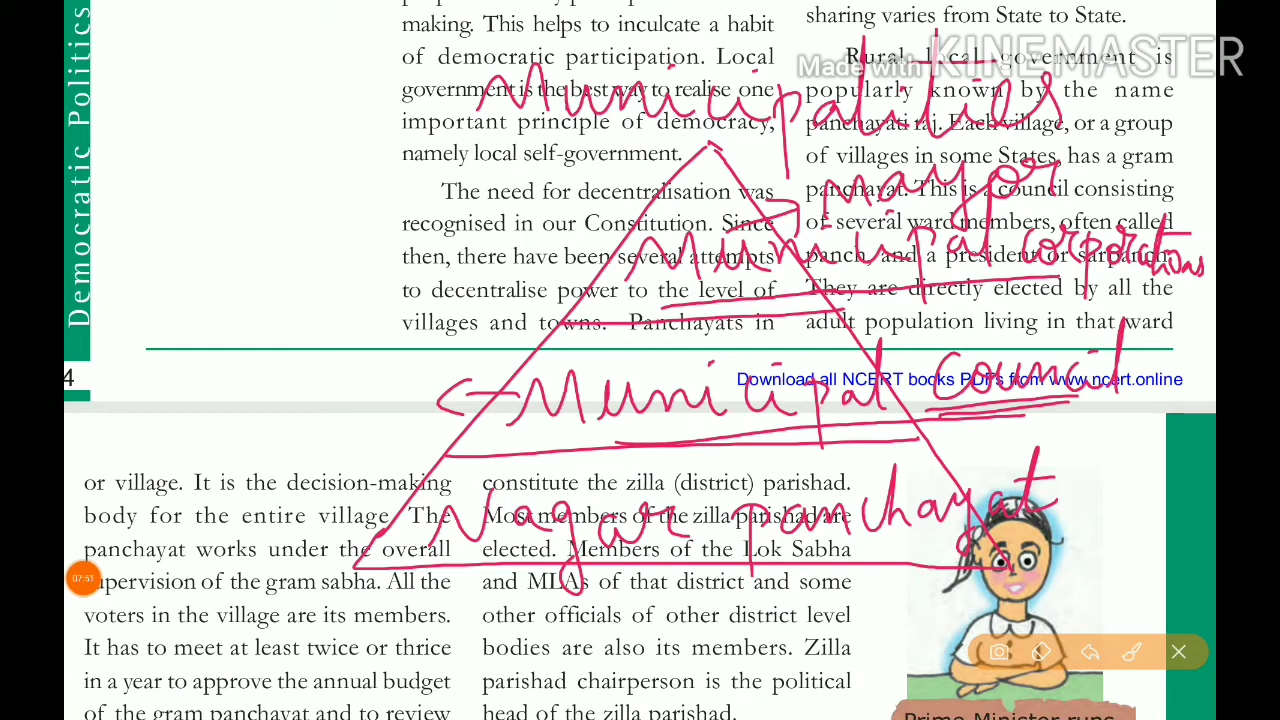 Democratic Politics
making. This helps to inculcate a habit
of democratic participation. Local
government is the best way to realise one
important principle of democracy,
namely local self-government.
The need for decentralisation was
recognised in our Constitution. Since
then, there have been several attempts
to decentralise power to the level of
villages and towns. Panchayats in
sharing varies from State to State.
Rural local government is
popularly known by the name
panchayati raj. Each village, or a group
of villages in some States, has a gram
panchayat. This is a council consisting
of several ward members, often called
panch, and a president or sarpanch.
They are directly elected by all the
adult population living in that ward
Made with KINEMASTER
Municipalities
mayor
Municipal corporations
Municipal Council
Nagar panchayat
4
Download all NCERT books PDFs from www.ncert.online
or village. It is the decision-making
body for the entire village. The
panchayat works under the overall
supervision of the gram sabha. All the
voters in the village are its members.
It has to meet at least twice or thrice
in a year to approve the annual budget
of the gram panchayat and to review
constitute the zilla (district) parishad.
Most members of the zilla parishad are
elected. Members of the Lok Sabha
and MLAs of that district and some
other officials of other district level
bodies are also its members. Zilla
parishad chairperson is the political
head of the zilla parishad.
07:51
Prime Minister runs